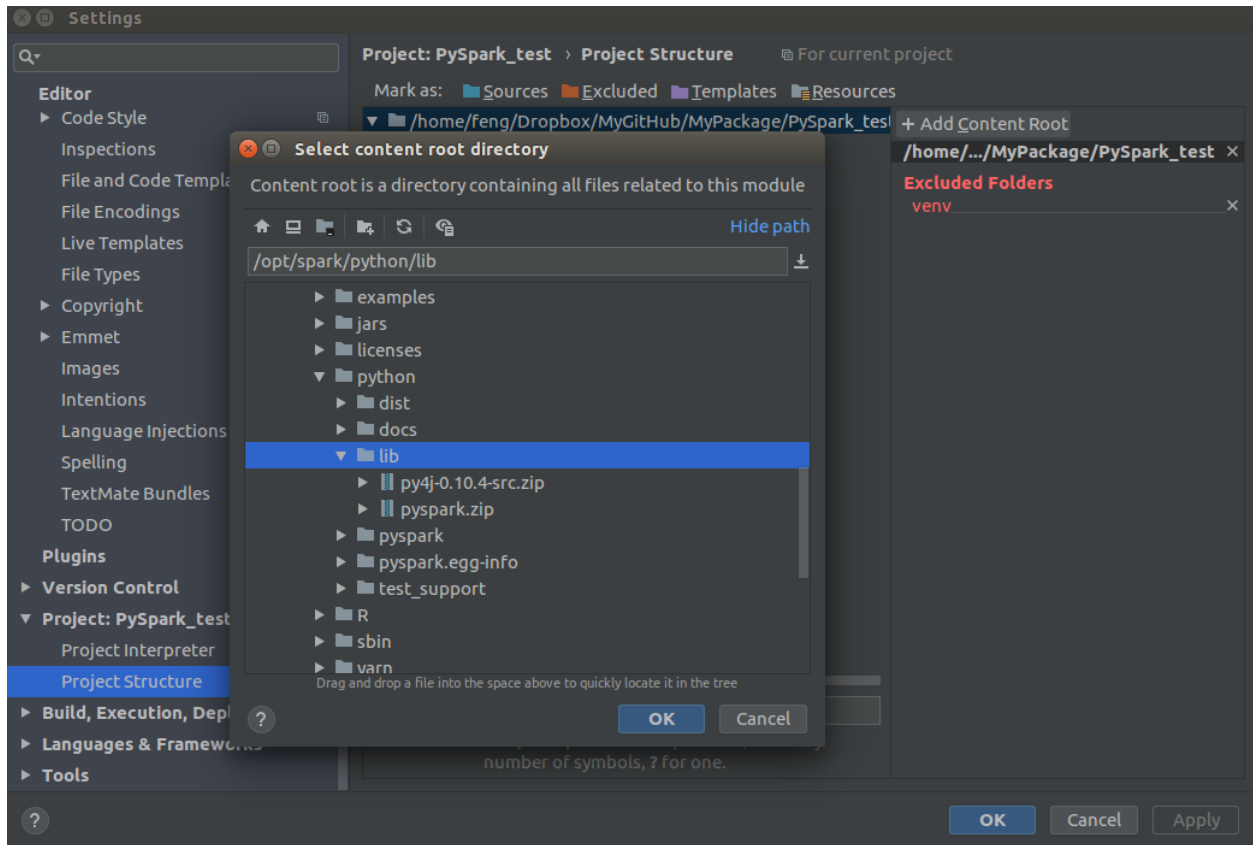 Settings
Project: PySpark_test › Project Structure For current project
Editor
Code Style
Inspections
File and Code Templa
File Encodings
Live Templates
File Types
Copyright
Emmet
Images
Intentions
Language Injections
Spelling
TextMate Bundles
TODO
Plugins
Version Control
Project: PySpark_test
Project Interpreter
Project Structure
Build, Execution, Depl
Languages & Frameworks
Tools
Mark as: Sources Excluded Templates Resources
/home/feng/Dropbox/MyGitHub/MyPackage/PySpark_test
+ Add Content Root
/home/.../MyPackage/PySpark_test ×
Excluded Folders
venv ×
Select content root directory
Content root is a directory containing all files related to this module
Hide path
/opt/spark/python/lib
examples
jars
licenses
python
dist
docs
lib
py4j-0.10.4-src.zip
pyspark.zip
pyspark
pyspark.egg-info
test_support
R
sbin
yarn
Drag and drop a file into the space above to quickly locate it in the tree
? OK Cancel
number of symbols, ? for one.
? OK Cancel Apply